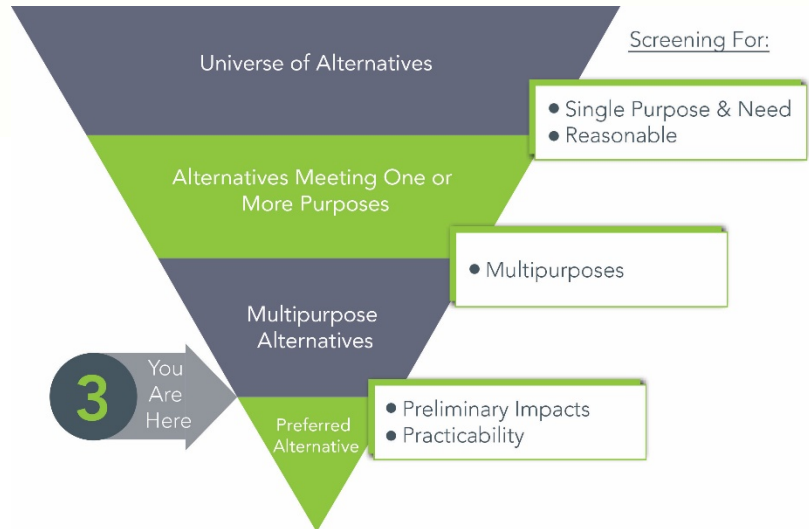 Universe of Alternatives
Screening For:
• Single Purpose & Need
• Reasonable
Alternatives Meeting One or
More Purposes
• Multipurposes
Multipurpose
Alternatives
3
You
Are
Here
• Preliminary Impacts
• Practicability
Preferred
Alternative